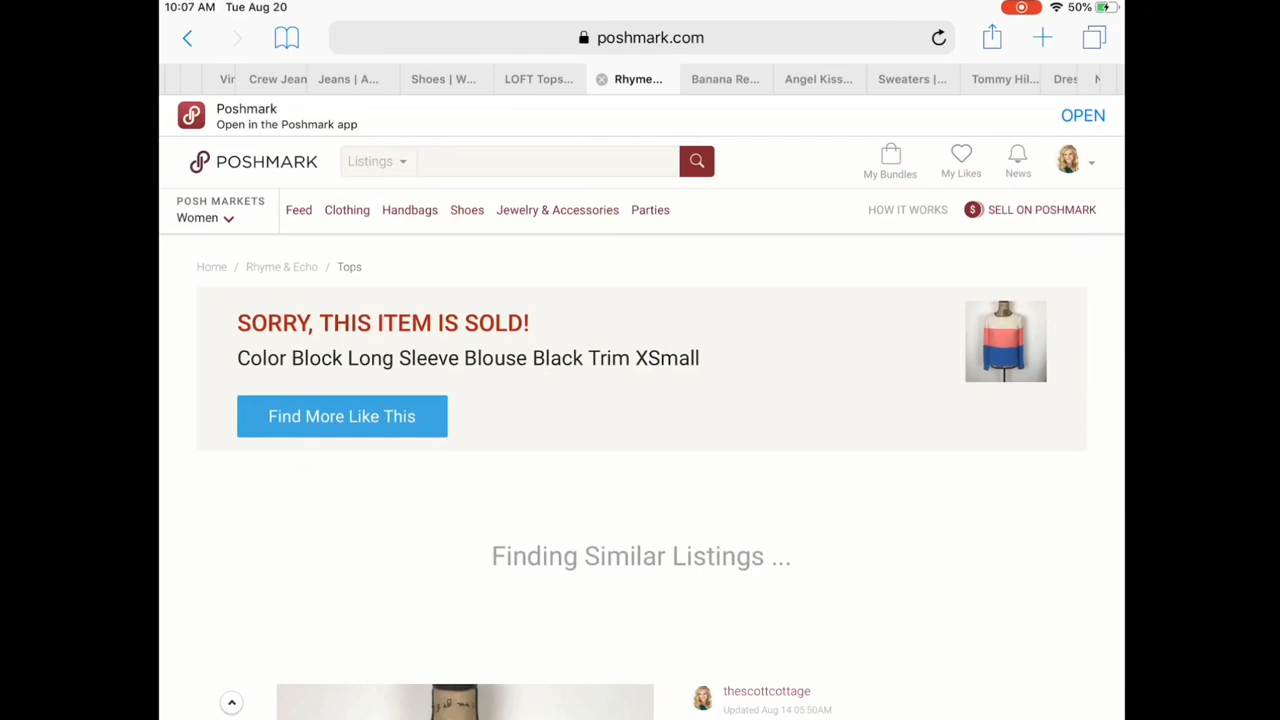 10:07 AM Tue Aug 20
50%
poshmark.com
Vir
Crew Jean
Jeans | A...
Shoes | W...
LOFT Tops...
Rhyme...
Banana Re...
Angel Kiss...
Sweaters |...
Tommy Hil...
Dres
Poshmark
Open in the Poshmark app
OPEN
POSHMARK
Listings
My Bundles
My Likes
News
POSH MARKETS
Women
Feed
Clothing
Handbags
Shoes
Jewelry & Accessories
Parties
HOW IT WORKS
$ SELL ON POSHMARK
Home / Rhyme & Echo / Tops
SORRY, THIS ITEM IS SOLD!
Color Block Long Sleeve Blouse Black Trim XSmall
Find More Like This
Finding Similar Listings ...
thescottcottage
Updated Aug 14 05:50AM